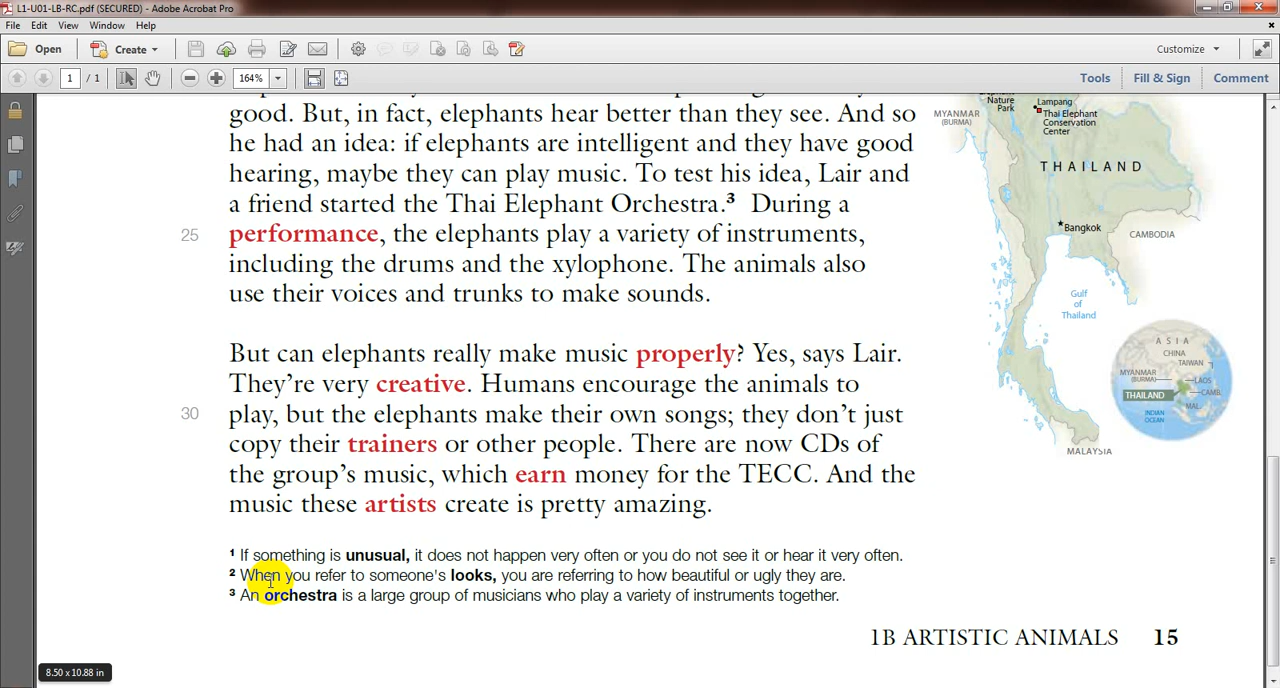 L1-U01-LB-RC.pdf (SECURED) - Adobe Acrobat Pro
File Edit View Window Help
Open Create Customize
1 / 1 164% Tools Fill & Sign Comment
good. But, in fact, elephants hear better than they see. And so
he had an idea: if elephants are intelligent and they have good
hearing, maybe they can play music. To test his idea, Lair and
a friend started the Thai Elephant Orchestra.³ During a
25 performance, the elephants play a variety of instruments,
including the drums and the xylophone. The animals also
use their voices and trunks to make sounds.
But can elephants really make music properly? Yes, says Lair.
They're very creative. Humans encourage the animals to
30 play, but the elephants make their own songs; they don't just
copy their trainers or other people. There are now CDs of
the group's music, which earn money for the TECC. And the
music these artists create is pretty amazing.
¹ If something is unusual, it does not happen very often or you do not see it or hear it very often.
² When you refer to someone's looks, you are referring to how beautiful or ugly they are.
³ An orchestra is a large group of musicians who play a variety of instruments together.
1B ARTISTIC ANIMALS 15
8.50 x 10.88 in
Nature
Park
Lampang
Thai Elephant
Conservation
Center
MYANMAR
(BURMA)
THAILAND
Bangkok
CAMBODIA
Gulf
of
Thailand
MALAYSIA
ASIA
CHINA
TAIWAN
MYANMAR
(BURMA)
LAOS
THAILAND
CAMB.
MAL.
INDIAN
OCEAN